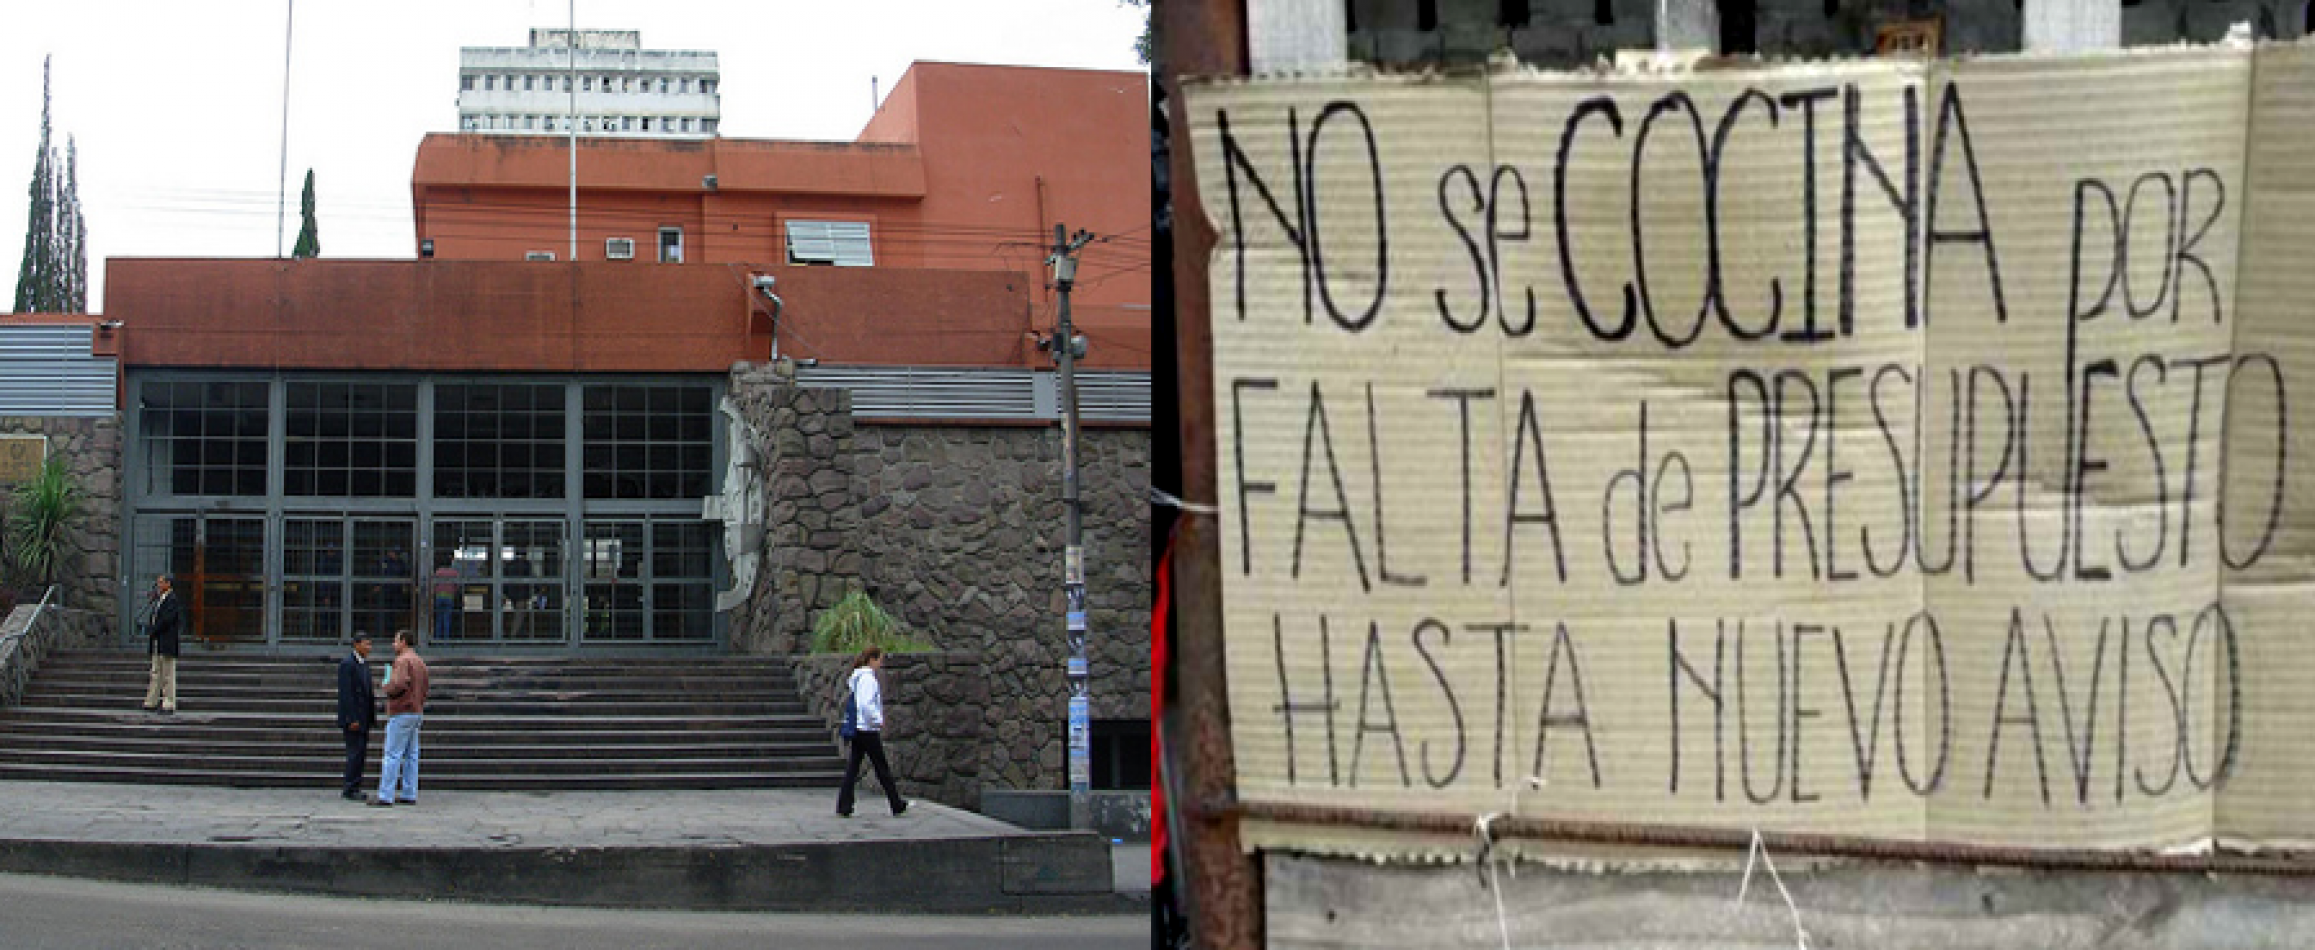 NO se COCINA por
FALTA de PRESUPUESTO
HASTA NUEVO AVISO